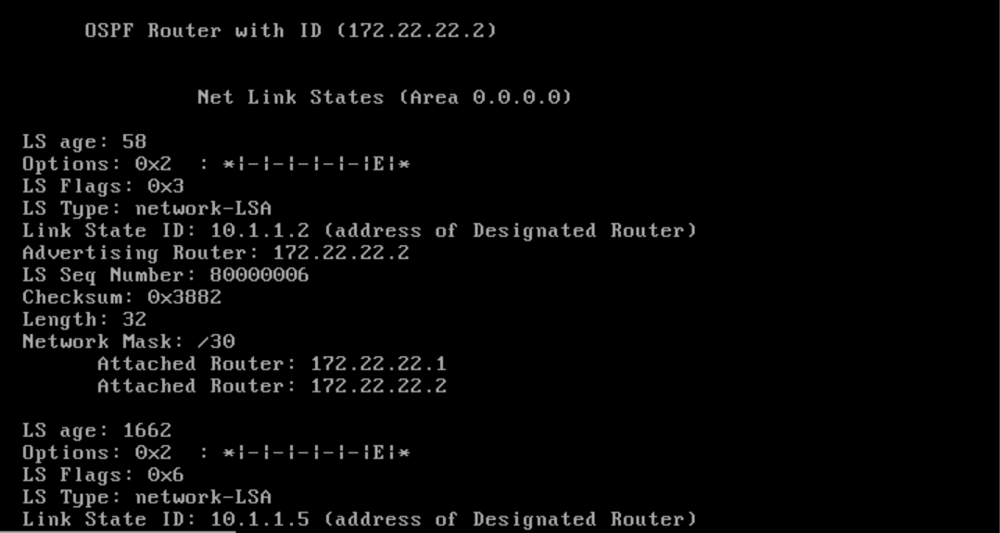 OSPF Router with ID (172.22.22.2)
Net Link States (Area 0.0.0.0)
LS age: 58
Options: 0x2  : *|-|-|-|-|-|E|*
LS Flags: 0x3
LS Type: network-LSA
Link State ID: 10.1.1.2 (address of Designated Router)
Advertising Router: 172.22.22.2
LS Seq Number: 80000006
Checksum: 0x3882
Length: 32
Network Mask: /30
Attached Router: 172.22.22.1
Attached Router: 172.22.22.2
LS age: 1662
Options: 0x2  : *|-|-|-|-|-|E|*
LS Flags: 0x6
LS Type: network-LSA
Link State ID: 10.1.1.5 (address of Designated Router)